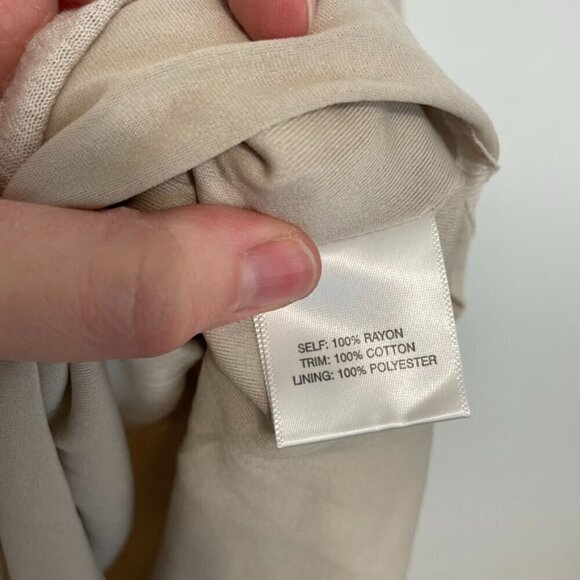 SELF: 100% RAYON
TRIM: 100% COTTON
LINING: 100% POLYESTER